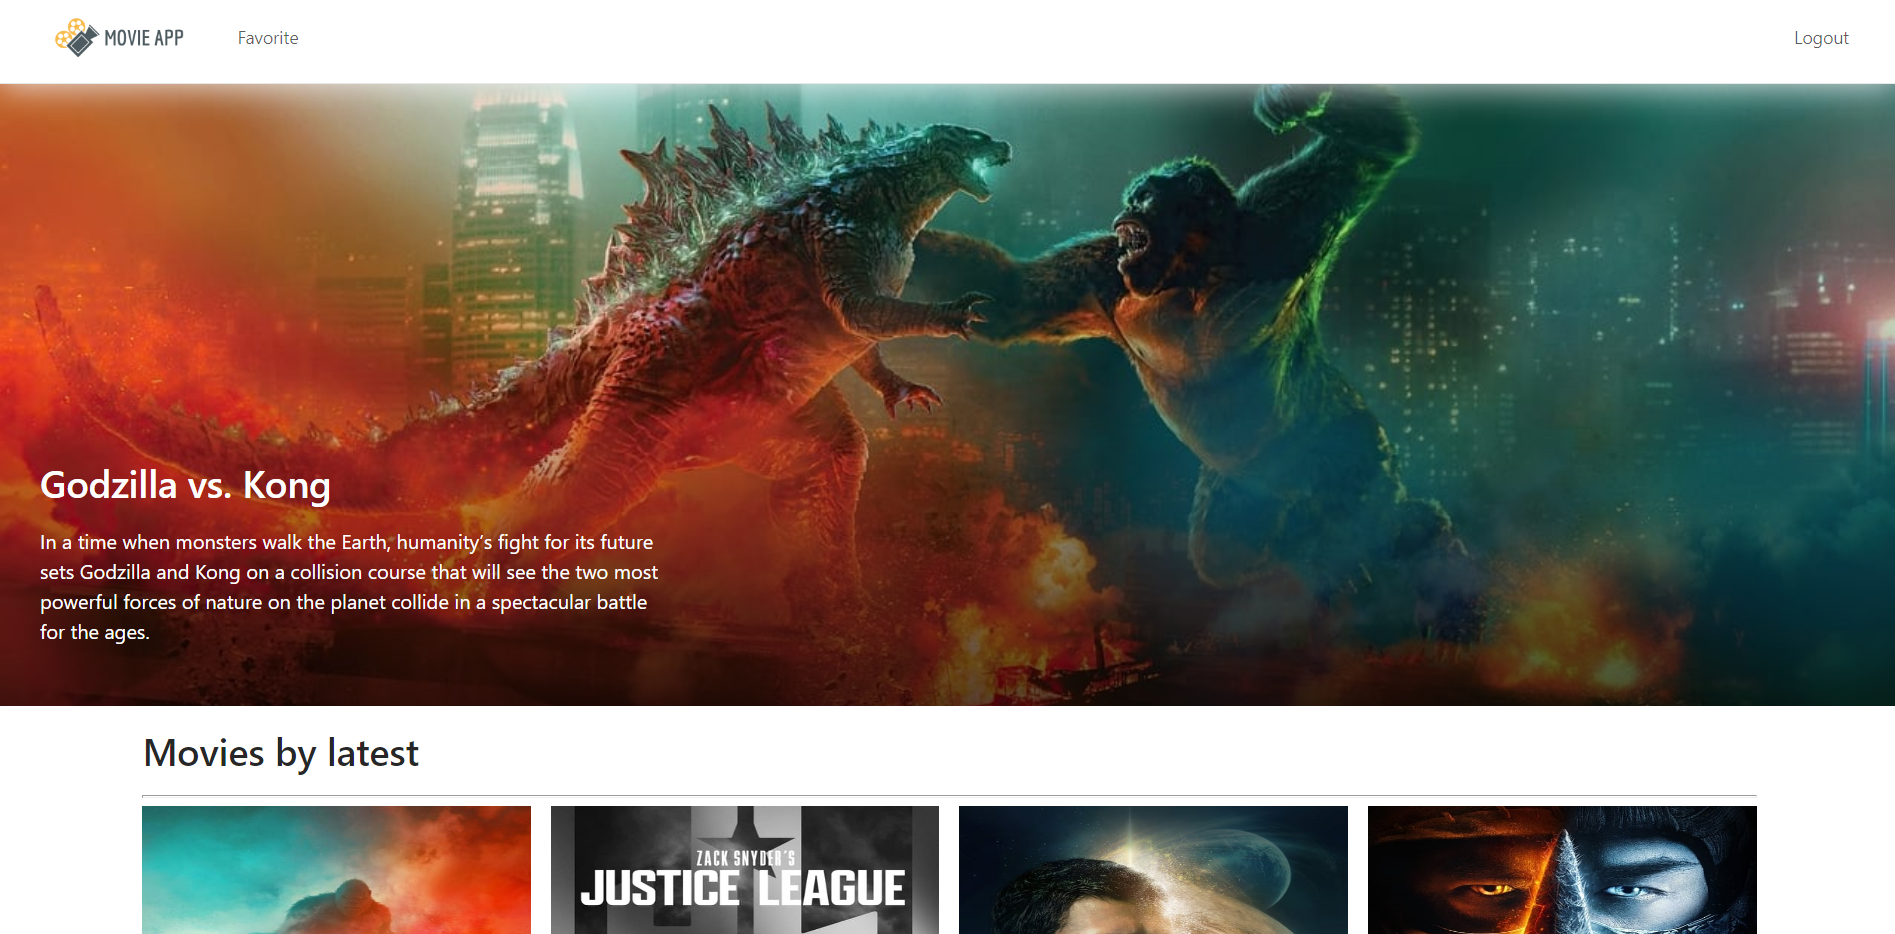 MOVIE APP
Favorite
Logout
Godzilla vs. Kong
In a time when monsters walk the Earth, humanity's fight for its future
sets Godzilla and Kong on a collision course that will see the two most
powerful forces of nature on the planet collide in a spectacular battle
for the ages.
Movies by latest
ZACK SNYDER'S
JUSTICE LEAGUE